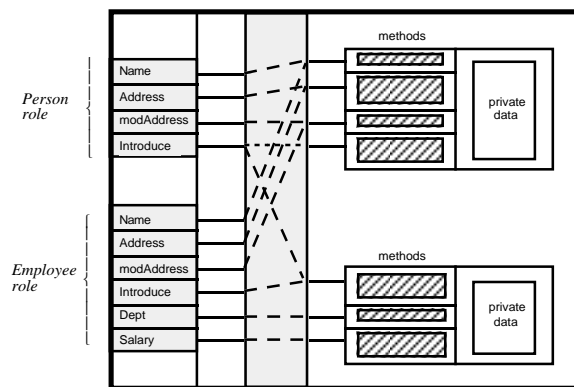 methods
Name
Address
modAddress
Introduce
Person
role
private
data
Name
Address
modAddress
Introduce
Dept
Salary
Employee
role
methods
private
data